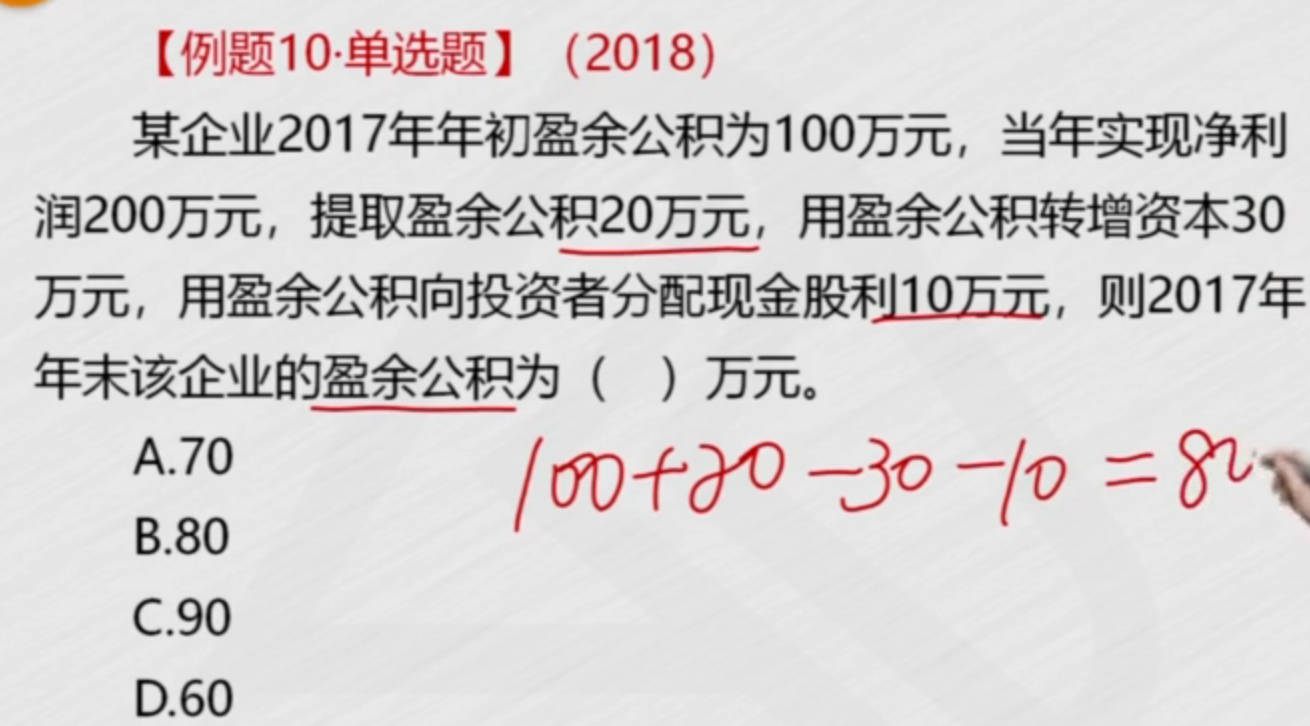 【例题10·单选题】（2018）
某企业2017年年初盈余公积为100万元，当年实现净利
润200万元，提取盈余公积20万元，用盈余公积转增资本30
万元，用盈余公积向投资者分配现金股利10万元，则2017年
年末该企业的盈余公积为（ ）万元。
A.70
100+20-30-10=80
B.80
C.90
D.60